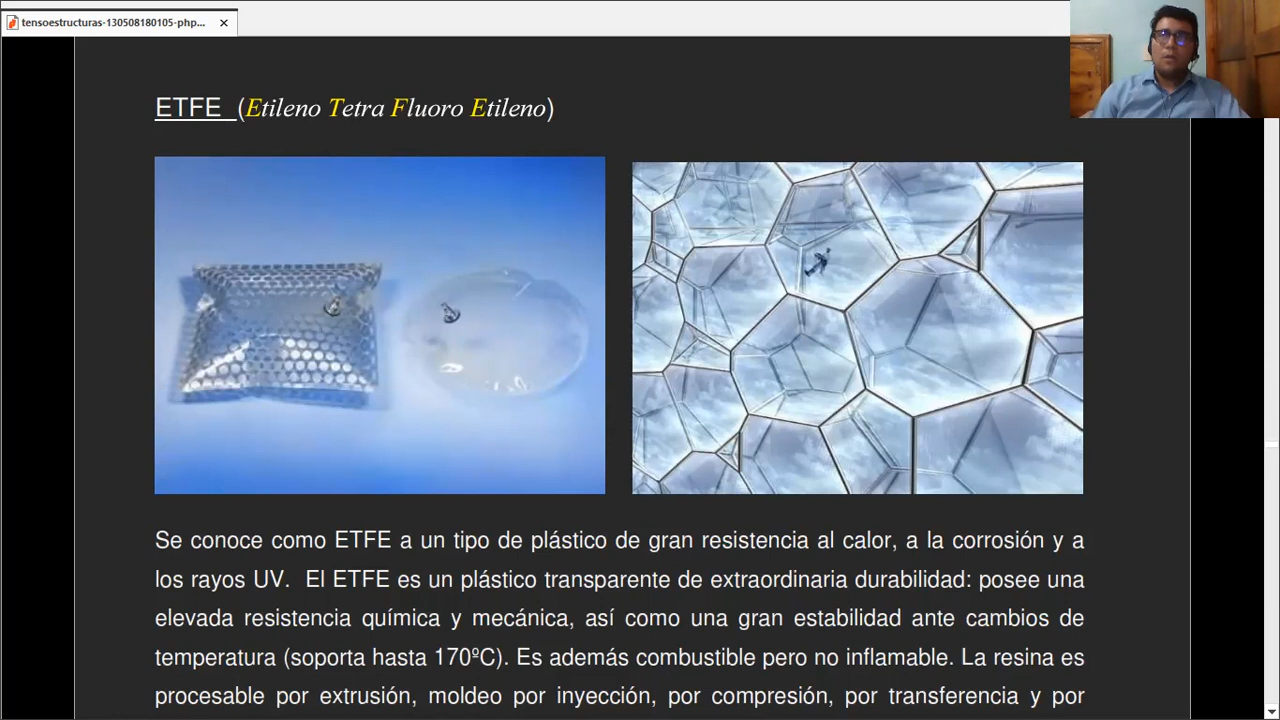 tensoestructuras-130508180105-php...
ETFE (Etileno Tetra Fluoro Etileno)
Se conoce como ETFE a un tipo de plástico de gran resistencia al calor, a la corrosión y a
los rayos UV. El ETFE es un plástico transparente de extraordinaria durabilidad: posee una
elevada resistencia química y mecánica, así como una gran estabilidad ante cambios de
temperatura (soporta hasta 170ºC). Es además combustible pero no inflamable. La resina es
procesable por extrusión, moldeo por inyección, por compresión, por transferencia y por